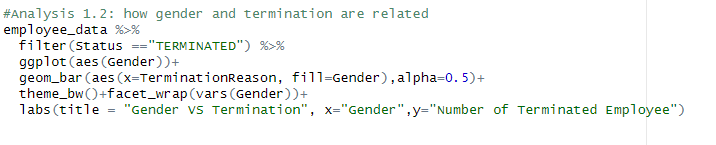 #Analysis 1.2: how gender and termination are related
employee_data %>%
  filter(Status =="TERMINATED") %>%
  ggplot(aes(Gender))+
  geom_bar(aes(x=TerminationReason, fill=Gender),alpha=0.5)+
  theme_bw()+facet_wrap(vars(Gender))+
  labs(title = "Gender VS Termination", x="Gender",y="Number of Terminated Employee")